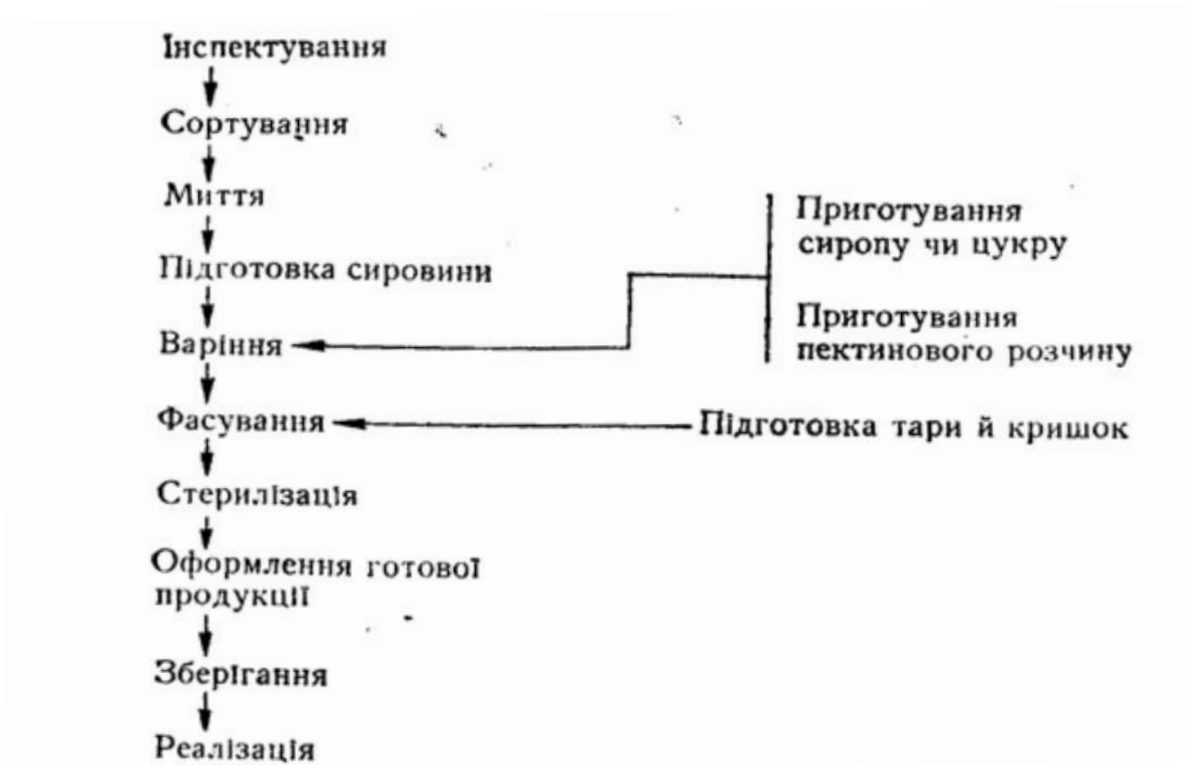 Інспектування
Сортування
Миття
Підготовка сировини
Приготування
сиропу чи цукру
Варіння
Приготування
пектинового розчину
Фасування
Підготовка тари й кришок
Стерилізація
Оформлення готової
продукції
Зберігання
Реалізація